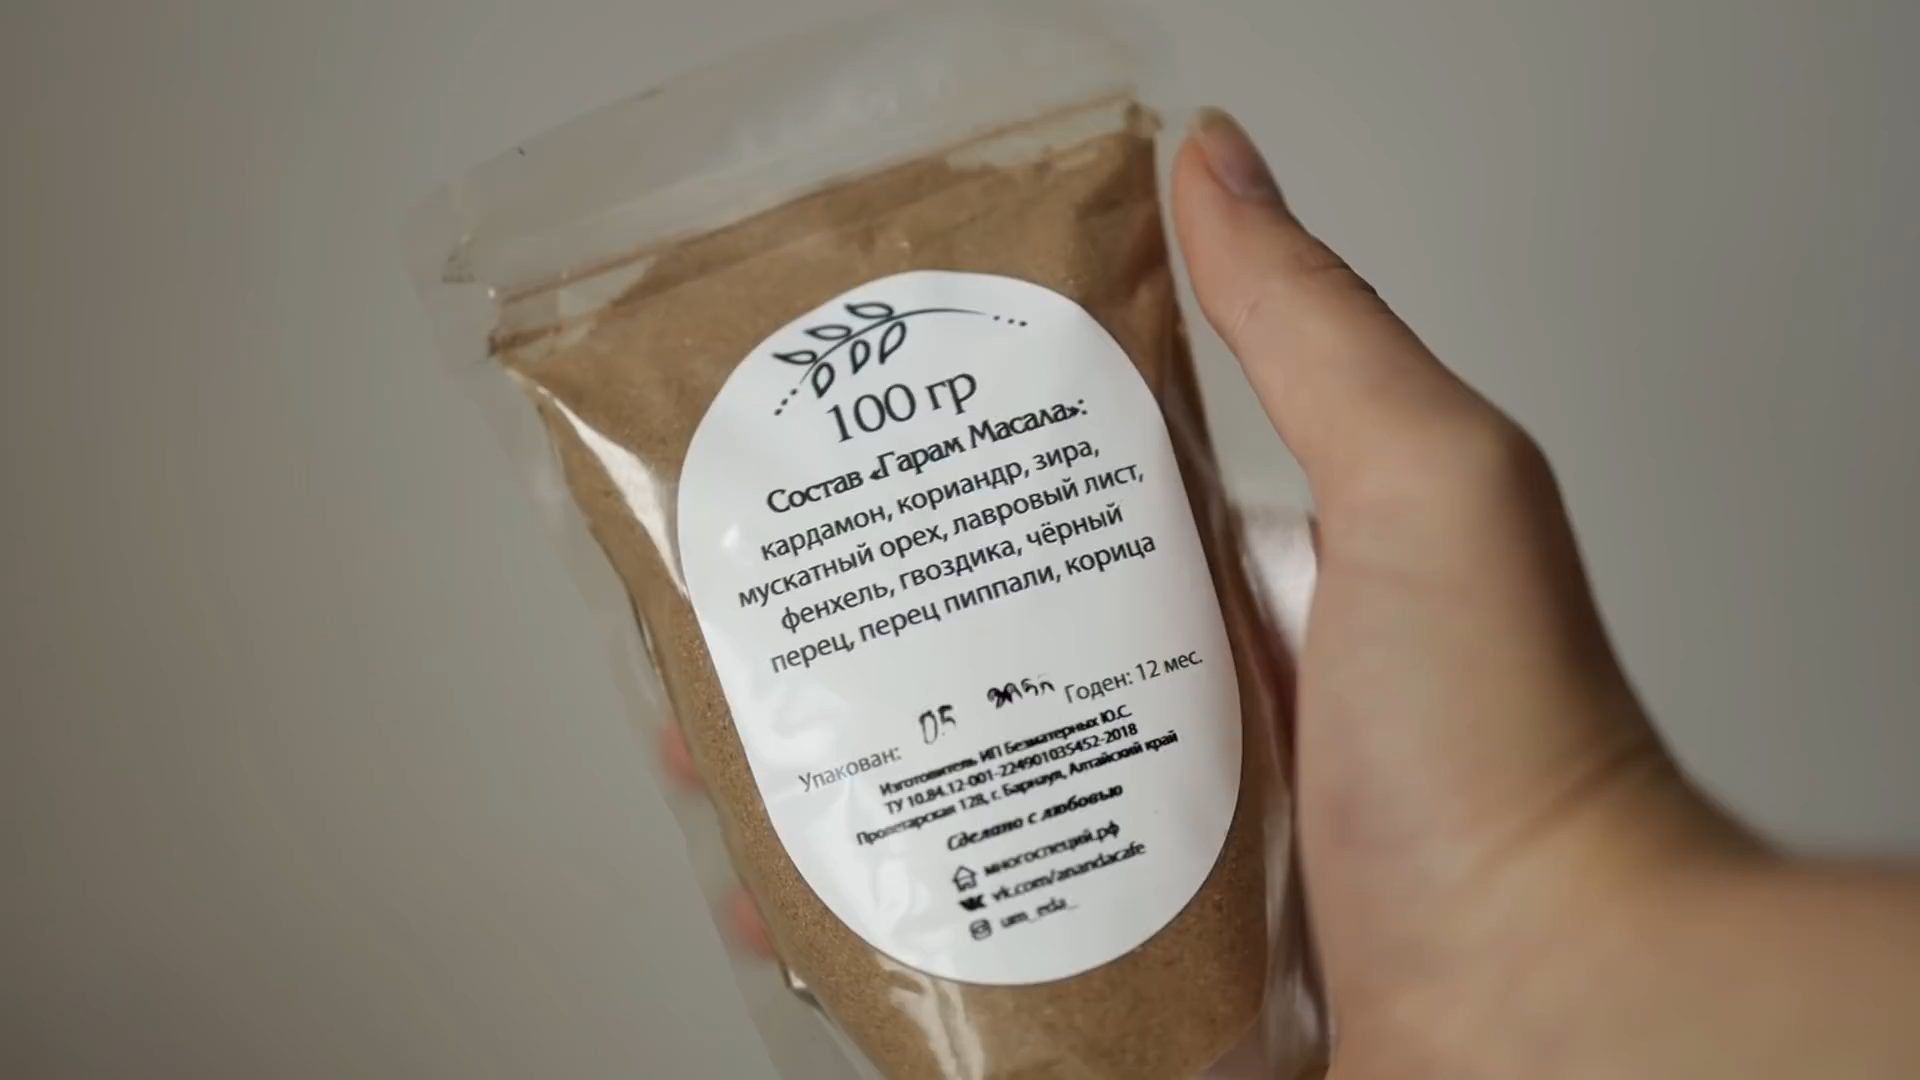 100 гр
Состав «Гарам Масала»:
кардамон, кориандр, зира,
мускатный орех, лавровый лист,
фенхель, гвоздика, чёрный
перец, перец пиппали, корица
Упакован: 05 Годен: 12 мес.
Изготовитель ИП Безматерных Ю.С.
ТУ 10.84.12-001-224901035452-2018
Пролетарская 128, г. Барнаул, Алтайский край
Сделано с любовью
многоспеций.рф
vk.com/anandacafe
um_eda_